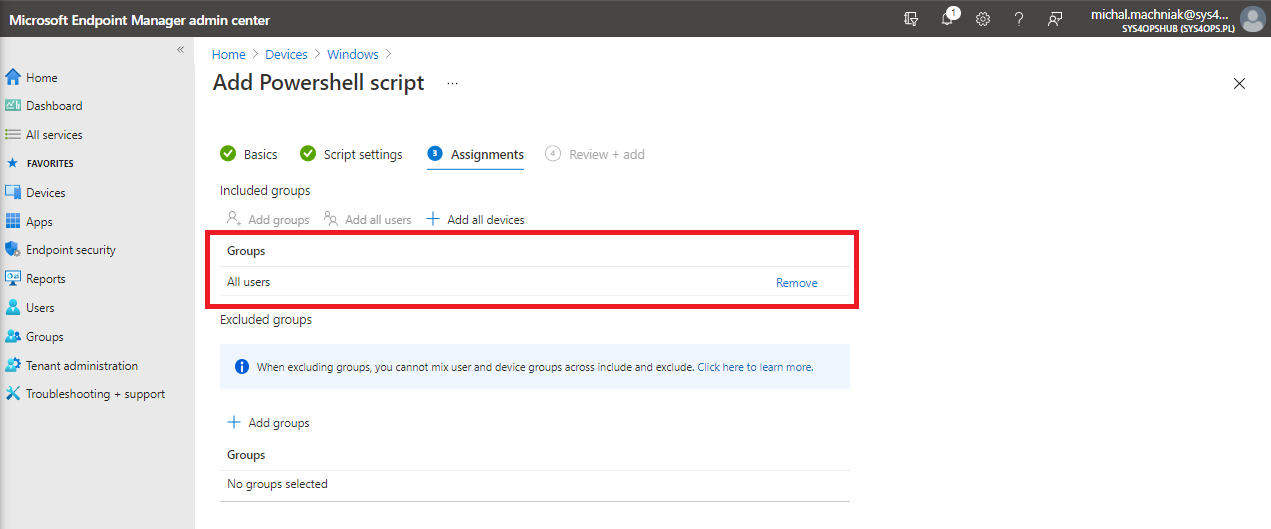 Microsoft Endpoint Manager admin center
1
michal.machniak@sys4...
SYS4OPSHUB (SYS4OPS.PL)
«
Home
Dashboard
All services
FAVORITES
Devices
Apps
Endpoint security
Reports
Users
Groups
Tenant administration
Troubleshooting + support
Home > Devices > Windows >
Add Powershell script ...
Basics
Script settings
3 Assignments
4 Review + add
Included groups
Add groups
Add all users
+ Add all devices
Groups
All users Remove
Excluded groups
When excluding groups, you cannot mix user and device groups across include and exclude. Click here to learn more.
+ Add groups
Groups
No groups selected